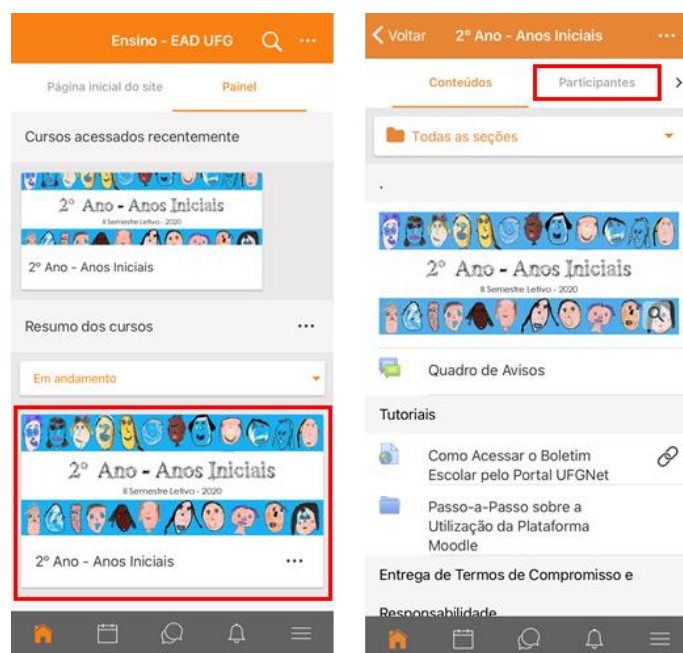 Ensino - EAD UFG
Página inicial do site
Painel
Cursos acessados recentemente
2º Ano - Anos Iniciais
II Semestre Letivo - 2020
2º Ano - Anos Iniciais
Resumo dos cursos
Em andamento
2º Ano - Anos Iniciais
II Semestre Letivo - 2020
2º Ano - Anos Iniciais
Voltar
2º Ano - Anos Iniciais
Conteúdos
Participantes
Todas as seções
.
2º Ano - Anos Iniciais
II Semestre Letivo - 2020
Quadro de Avisos
Tutoriais
Como Acessar o Boletim
Escolar pelo Portal UFGNet
Passo-a-Passo sobre a
Utilização da Plataforma
Moodle
Entrega de Termos de Compromisso e
Responsabilidade